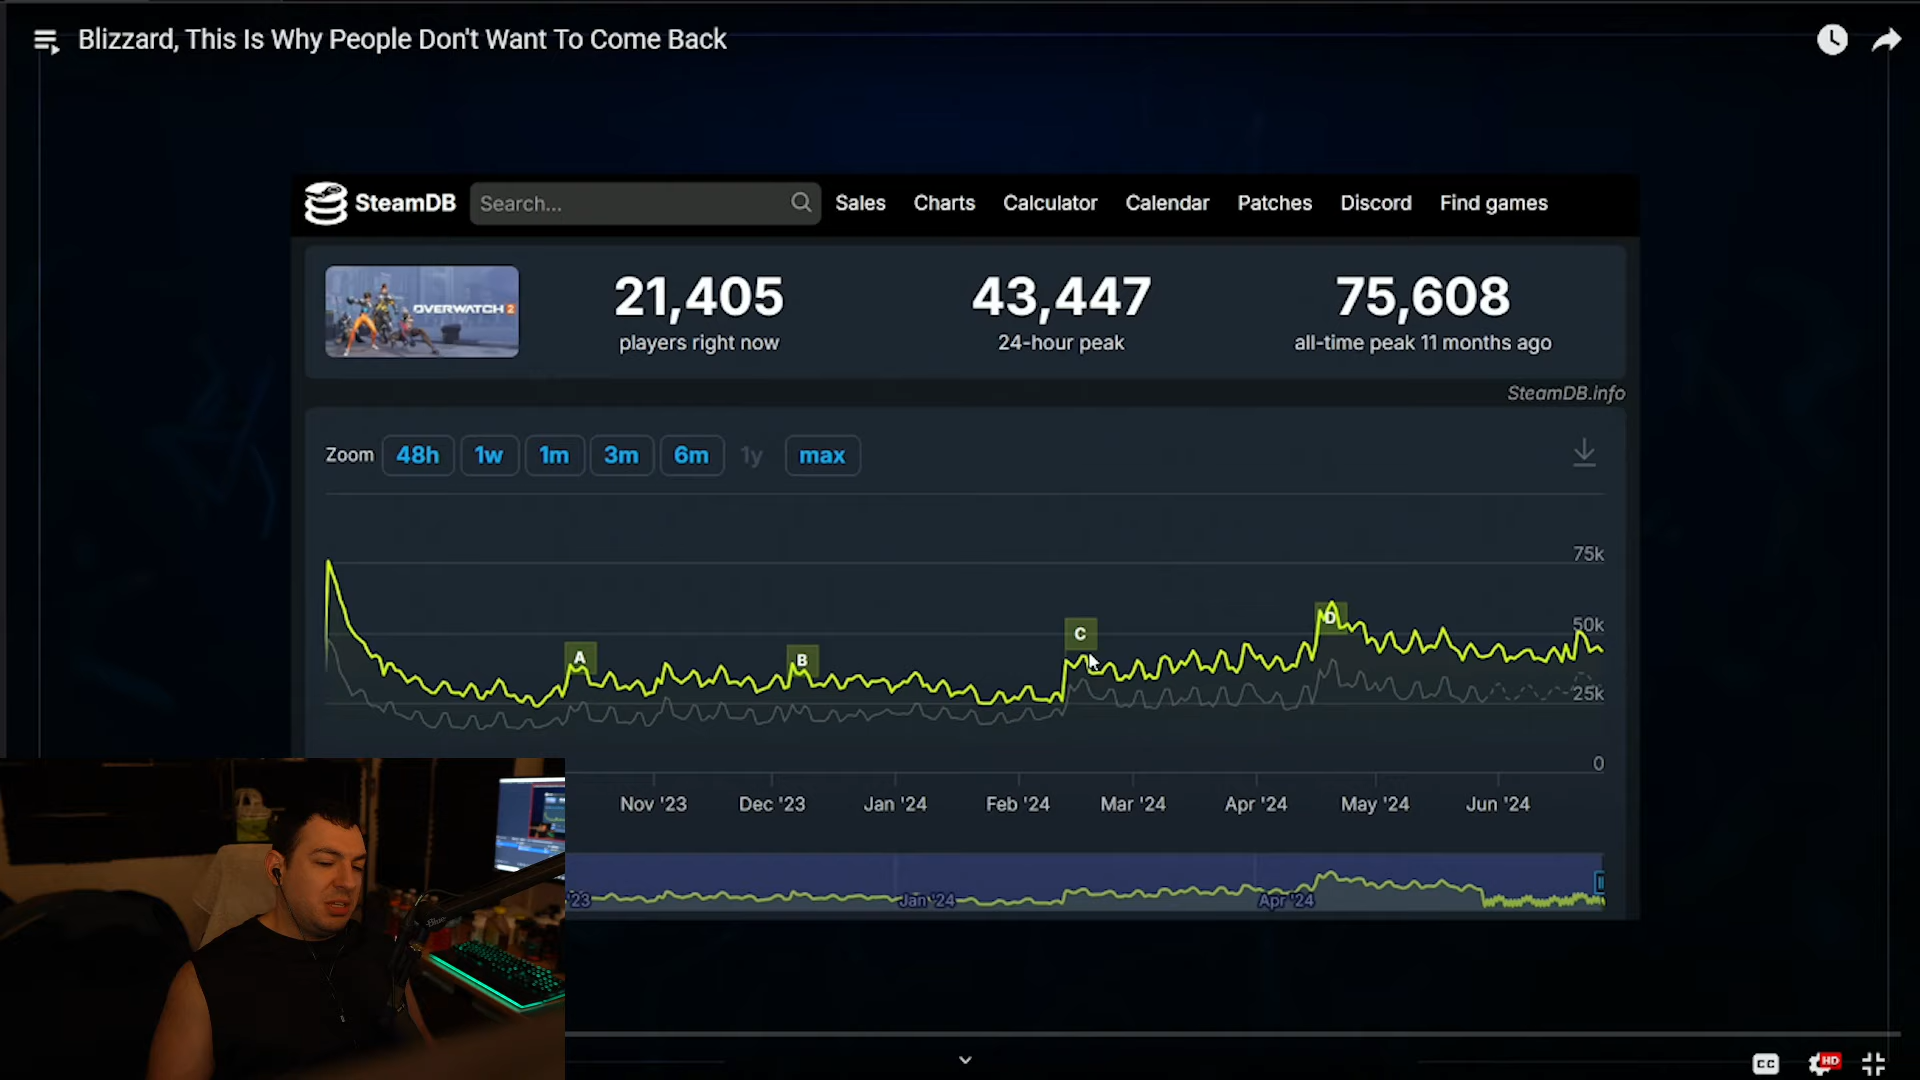 Blizzard, This Is Why People Don't Want To Come Back
SteamDB
Search...
Sales
Charts
Calculator
Calendar
Patches
Discord
Find games
OVERWATCH 2
21,405
players right now
43,447
24-hour peak
75,608
all-time peak 11 months ago
SteamDB.info
Zoom
48h
1w
1m
3m
6m
1y
max
75k
50k
25k
0
A
B
C
D
Nov '23
Dec '23
Jan '24
Feb '24
Mar '24
Apr '24
May '24
Jun '24
'23
Jan '24
Apr '24
Blue
CC
HD